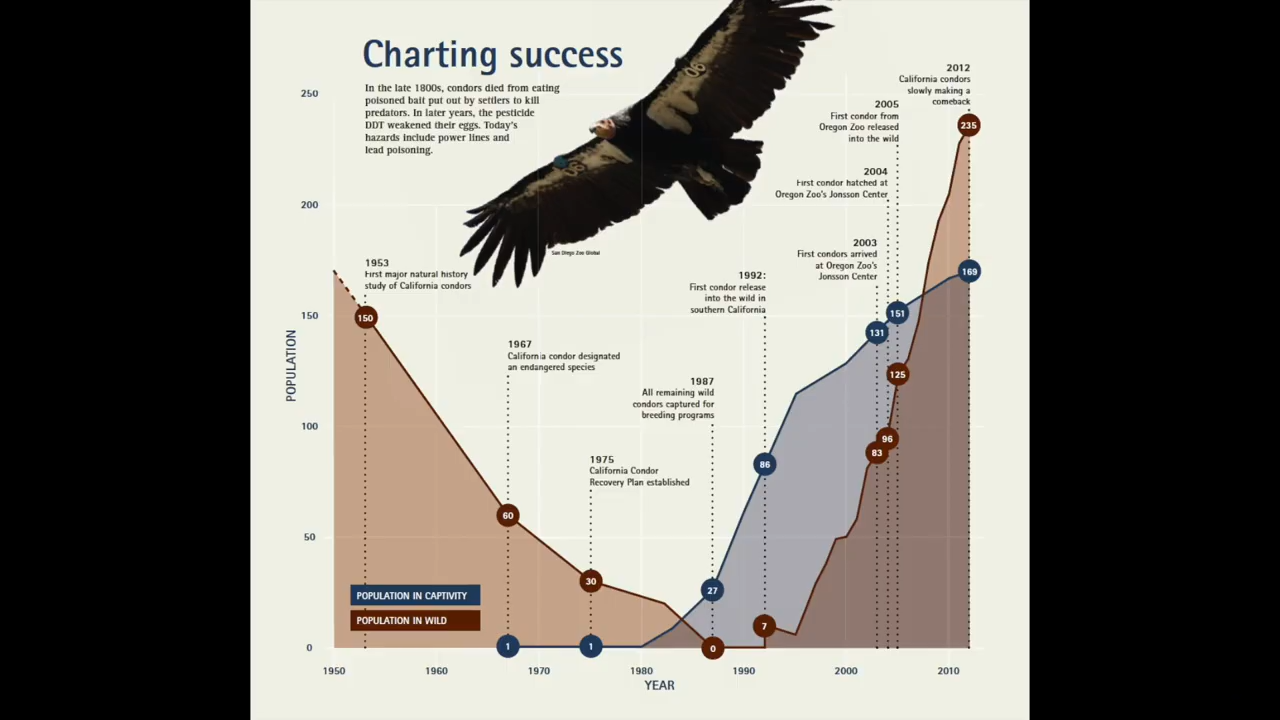 Charting success
In the late 1800s, condors died from eating
poisoned bait put out by settlers to kill
predators. In later years, the pesticide
DDT weakened their eggs. Today's
hazards include power lines and
lead poisoning.
06
06
San Diego Zoo Global
2012
California condors
slowly making a
comeback
2005
First condor from
Oregon Zoo released
into the wild
2004
First condor hatched at
Oregon Zoo's Jonsson Center
2003
First condors arrived
at Oregon Zoo's
Jonsson Center
1992:
First condor release
into the wild in
southern California
1987
All remaining wild
condors captured for
breeding programs
1975
California Condor
Recovery Plan established
1967
California condor designated
an endangered species
1953
First major natural history
study of California condors
250
200
150
100
50
0
POPULATION
150
60
30
0
7
83
96
125
235
1
1
27
86
131
151
169
POPULATION IN CAPTIVITY
POPULATION IN WILD
1950 1960 1970 1980 1990 2000 2010
YEAR